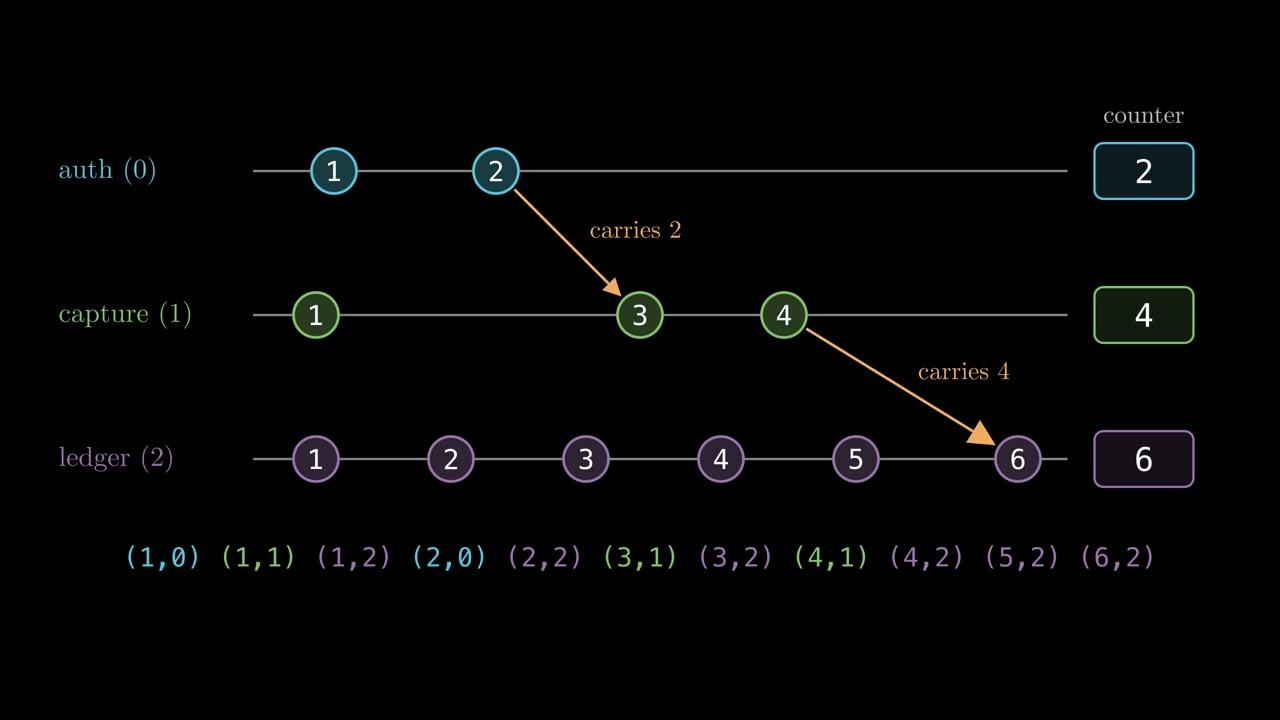 counter
auth (0) 1 2 2
carries 2
capture (1) 1 3 4 4
carries 4
ledger (2) 1 2 3 4 5 6 6
(1,0) (1,1) (1,2) (2,0) (2,2) (3,1) (3,2) (4,1) (4,2) (5,2) (6,2)